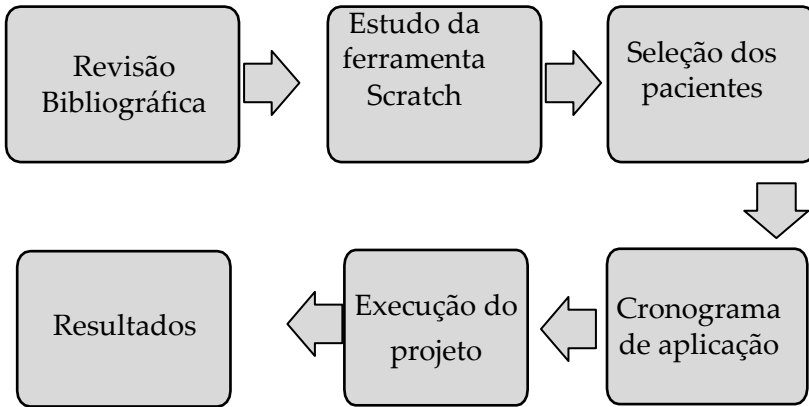 Revisão
Bibliográfica
Estudo da
ferramenta
Scratch
Seleção dos
pacientes
Cronograma
de aplicação
Execução do
projeto
Resultados